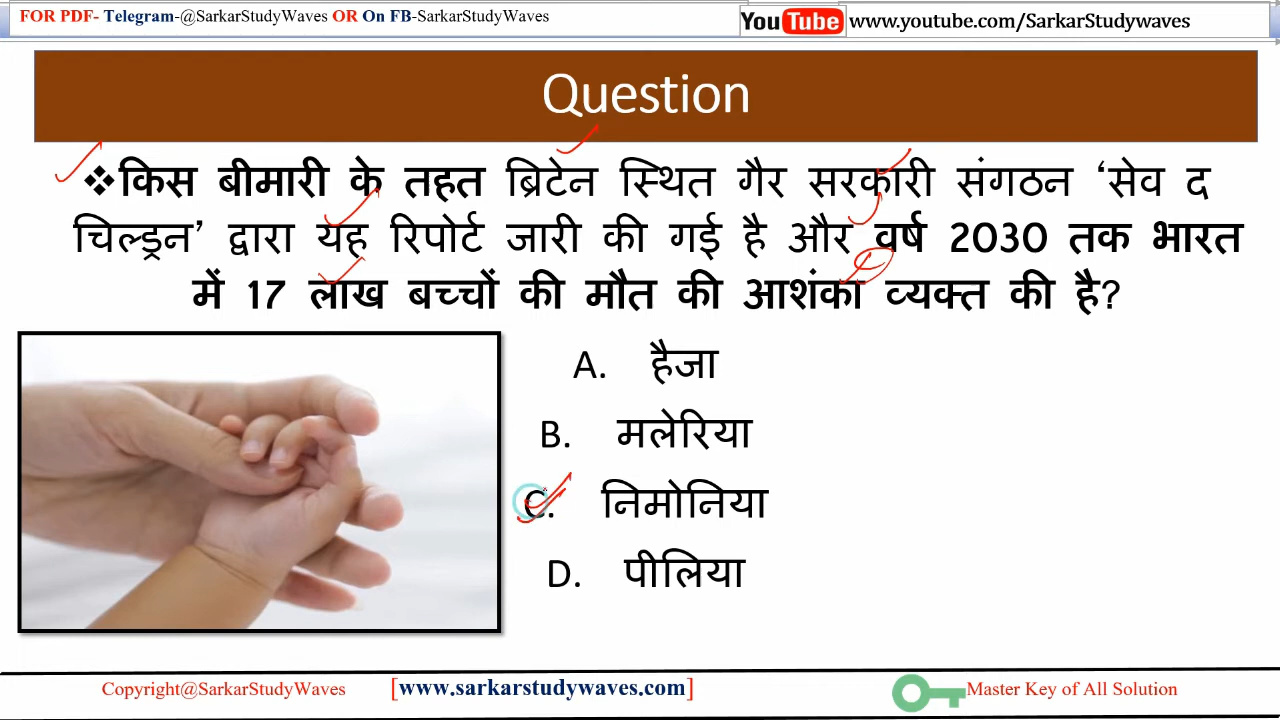 FOR PDF- Telegram-@SarkarStudyWaves OR On FB-SarkarStudyWaves
YouTube www.youtube.com/SarkarStudywaves
Question
❖किस बीमारी के तहत ब्रिटेन स्थित गैर सरकारी संगठन ‘सेव द
चिल्ड्रन’ द्वारा यह रिपोर्ट जारी की गई है और वर्ष 2030 तक भारत
में 17 लाख बच्चों की मौत की आशंका व्यक्त की है?
A. हैजा
B. मलेरिया
C. निमोनिया
D. पीलिया
Copyright@SarkarStudyWaves [www.sarkarstudywaves.com] Master Key of All Solution